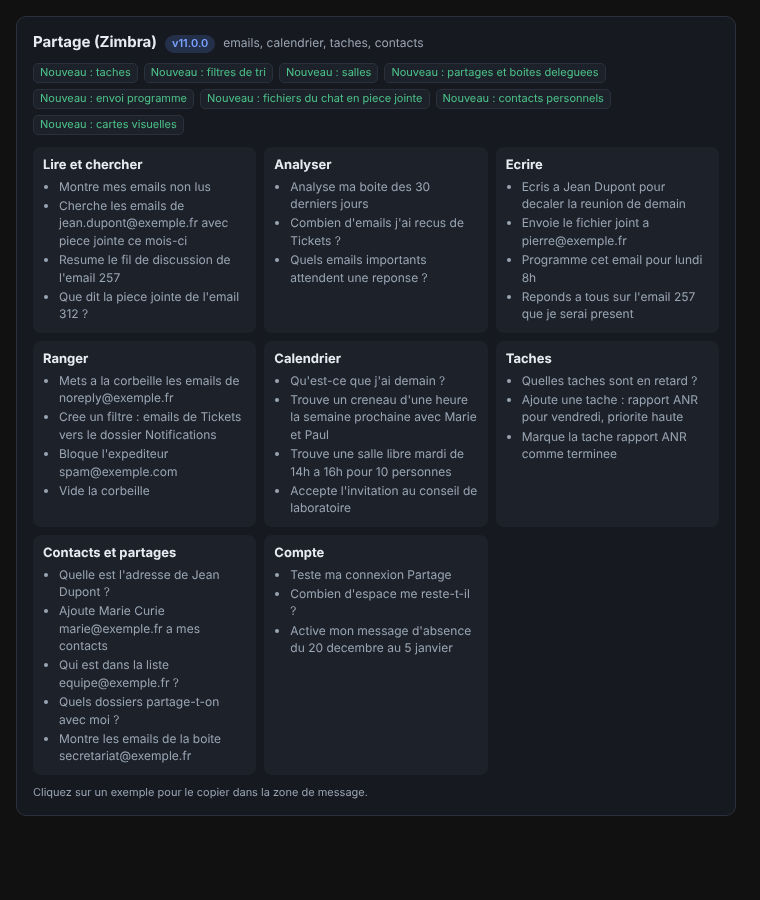 Partage (Zimbra) v11.0.0 emails, calendrier, taches, contacts
Nouveau : taches
Nouveau : filtres de tri
Nouveau : salles
Nouveau : partages et boites deleguees
Nouveau : envoi programme
Nouveau : fichiers du chat en piece jointe
Nouveau : contacts personnels
Nouveau : cartes visuelles
Lire et chercher
• Montre mes emails non lus
• Cherche les emails de
jean.dupont@exemple.fr avec
piece jointe ce mois-ci
• Resume le fil de discussion de
l'email 257
• Que dit la piece jointe de l'email
312 ?
Analyser
• Analyse ma boite des 30
derniers jours
• Combien d'emails j'ai recus de
Tickets ?
• Quels emails importants
attendent une reponse ?
Ecrire
• Ecris a Jean Dupont pour
decaler la reunion de demain
• Envoie le fichier joint a
pierre@exemple.fr
• Programme cet email pour lundi
8h
• Reponds a tous sur l'email 257
que je serai present
Ranger
• Mets a la corbeille les emails de
noreply@exemple.fr
• Cree un filtre : emails de Tickets
vers le dossier Notifications
• Bloque l'expediteur
spam@exemple.com
• Vide la corbeille
Calendrier
• Qu'est-ce que j'ai demain ?
• Trouve un creneau d'une heure
la semaine prochaine avec Marie
et Paul
• Trouve une salle libre mardi de
14h a 16h pour 10 personnes
• Accepte l'invitation au conseil de
laboratoire
Taches
• Quelles taches sont en retard ?
• Ajoute une tache : rapport ANR
pour vendredi, priorite haute
• Marque la tache rapport ANR
comme terminee
Contacts et partages
• Quelle est l'adresse de Jean
Dupont ?
• Ajoute Marie Curie
marie@exemple.fr a mes
contacts
• Qui est dans la liste
equipe@exemple.fr ?
• Quels dossiers partage-t-on
avec moi ?
• Montre les emails de la boite
secretariat@exemple.fr
Compte
• Teste ma connexion Partage
• Combien d'espace me reste-t-il
?
• Active mon message d'absence
du 20 decembre au 5 janvier
Cliquez sur un exemple pour le copier dans la zone de message.